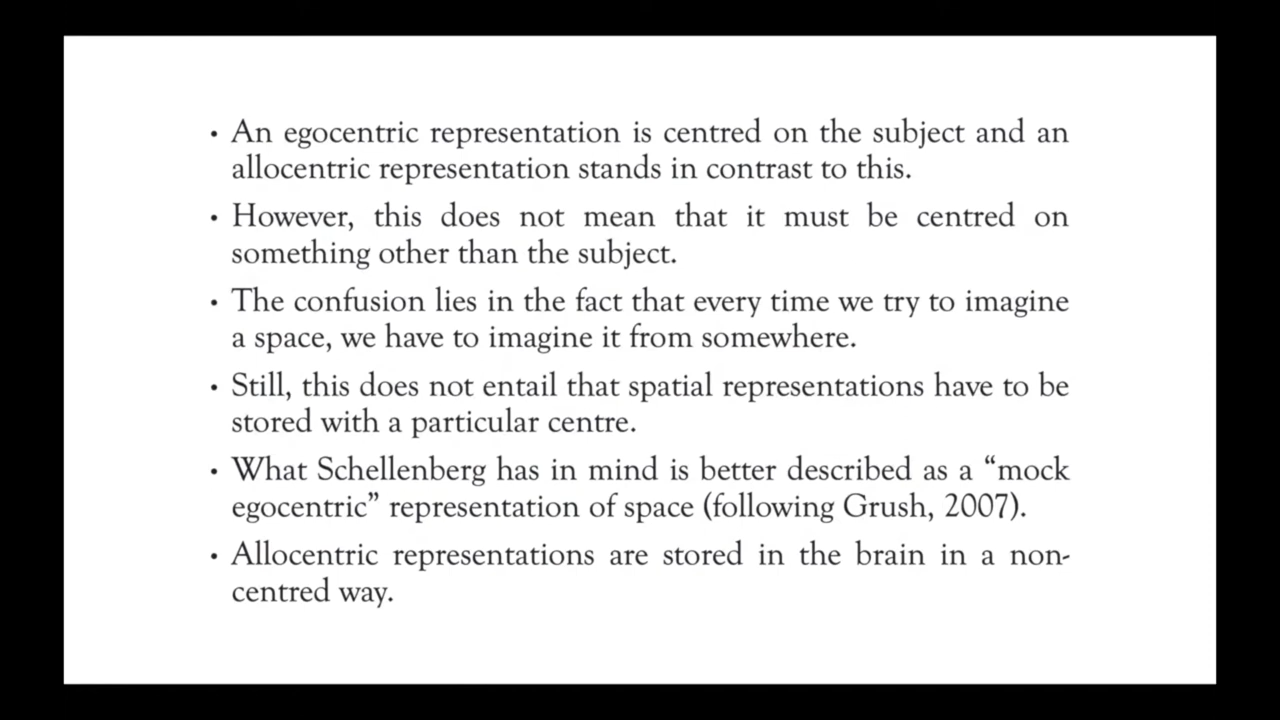 • An egocentric representation is centred on the subject and an
allocentric representation stands in contrast to this.
• However, this does not mean that it must be centred on
something other than the subject.
• The confusion lies in the fact that every time we try to imagine
a space, we have to imagine it from somewhere.
• Still, this does not entail that spatial representations have to be
stored with a particular centre.
• What Schellenberg has in mind is better described as a “mock
egocentric” representation of space (following Grush, 2007).
• Allocentric representations are stored in the brain in a non-
centred way.